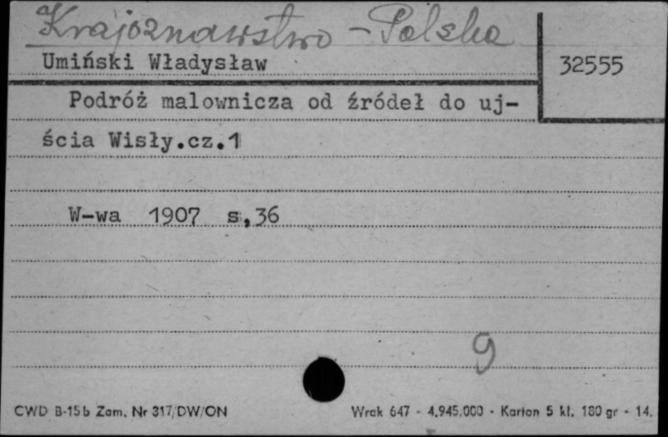 Krajoznawstwo - Polska
Umiński Władysław
32555
Podróż malownicza od źródeł do uj-
ścia Wisły.cz.1
W-wa 1907 s,36
9
CWD B-15b Zam. Nr 317/DW/ON
Wrak 647 - 4.945.000 - Karton 5 kl. 180 gr - 14.